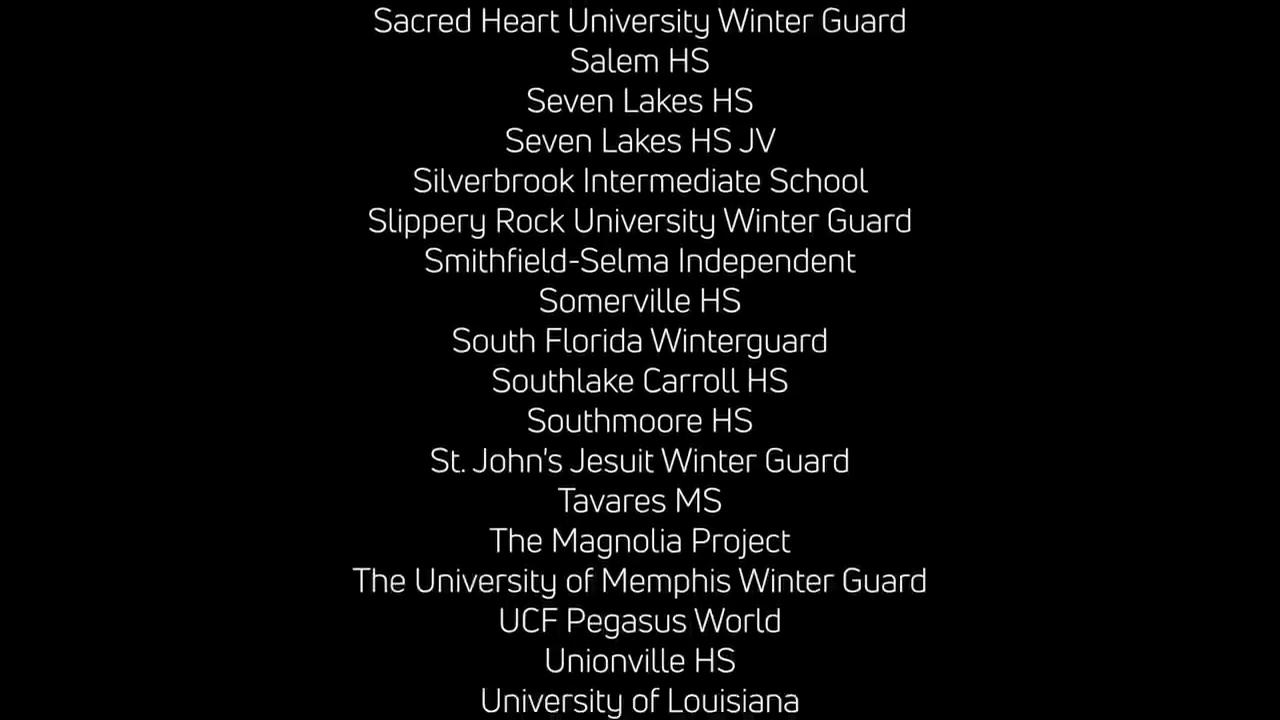 Sacred Heart University Winter Guard
Salem HS
Seven Lakes HS
Seven Lakes HS JV
Silverbrook Intermediate School
Slippery Rock University Winter Guard
Smithfield-Selma Independent
Somerville HS
South Florida Winterguard
Southlake Carroll HS
Southmoore HS
St. John's Jesuit Winter Guard
Tavares MS
The Magnolia Project
The University of Memphis Winter Guard
UCF Pegasus World
Unionville HS
University of Louisiana